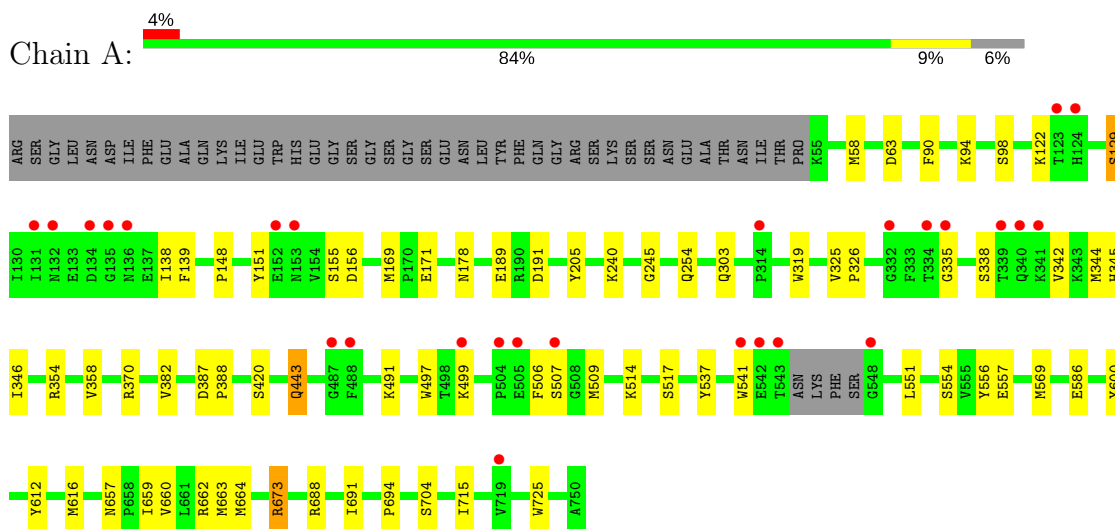 4%
Chain A:
84% 9% 6%
ARG SER GLY LEU ASN ASP ILE PHE GLU ALA GLN LYS ILE GLU TRP HIS GLU GLY SER GLY SER GLY SER GLU ASN LEU TYR PHE GLN GLY ARG SER LYS SER SER ASN GLU ALA THR ASN ILE THR PRO K55 M58 D63 F90 K94 S98 K122 T123 H124 S129
I130 I131 N132 E133 D134 G135 N136 E137 I138 F139 P148 Y151 E152 N153 V154 S155 D156 M169 P170 E171 N178 E189 R190 D191 Y205 K240 G245 Q254 Q303 P314 W319 V325 P326 G332 F333 T334 G335 S338 T339 Q340 K341 V342 K343 M344 H345
I346 R354 V358 R370 V382 D387 P388 S420 Q443 G487 F488 K491 W497 T498 K499 P504 E505 F506 S507 G508 M509 K514 S517 Y537 W541 E542 T543 ASN LYS PHE SER G548 L551 S554 V555 Y556 E557 M569 E586
Y612 M616 N657 P658 I659 V660 L661 R662 M663 M664 R673 R688 I691 P694 S704 I715 V719 W725 A750